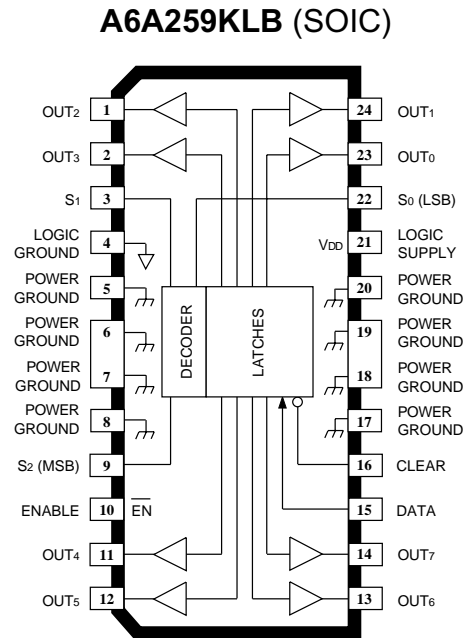 A6A259KLB (SOIC)
OUT2 1
24 OUT1
OUT3 2
23 OUT0
S1 3
22 S0 (LSB)
LOGIC
GROUND 4
VDD 21 LOGIC
SUPPLY
POWER
GROUND 5
20 POWER
GROUND
POWER
GROUND 6
19 POWER
GROUND
POWER
GROUND 7
18 POWER
GROUND
POWER
GROUND 8
17 POWER
GROUND
DECODER
LATCHES
S2 (MSB) 9
16 CLEAR
ENABLE 10 EN
15 DATA
OUT4 11
14 OUT7
OUT5 12
13 OUT6